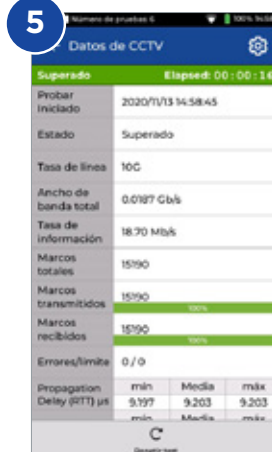 5
Número de pruebas 6
100% 14:58
Datos de CCTV
Superado Elapsed: 00:00:14
Probar Iniciado 2020/11/13 14:58:45
Estado Superado
Tasa de línea 10G
Ancho de banda total 0.0187 Gb/s
Tasa de información 18.70 Mb/s
Marcos totales 15190
Marcos transmitidos 15190
100%
Marcos recibidos 15190
100%
Errores/límite 0/0
Propagation Delay (RTT) µs
min Media máx
9.197 9.203 9.203
min Media máx